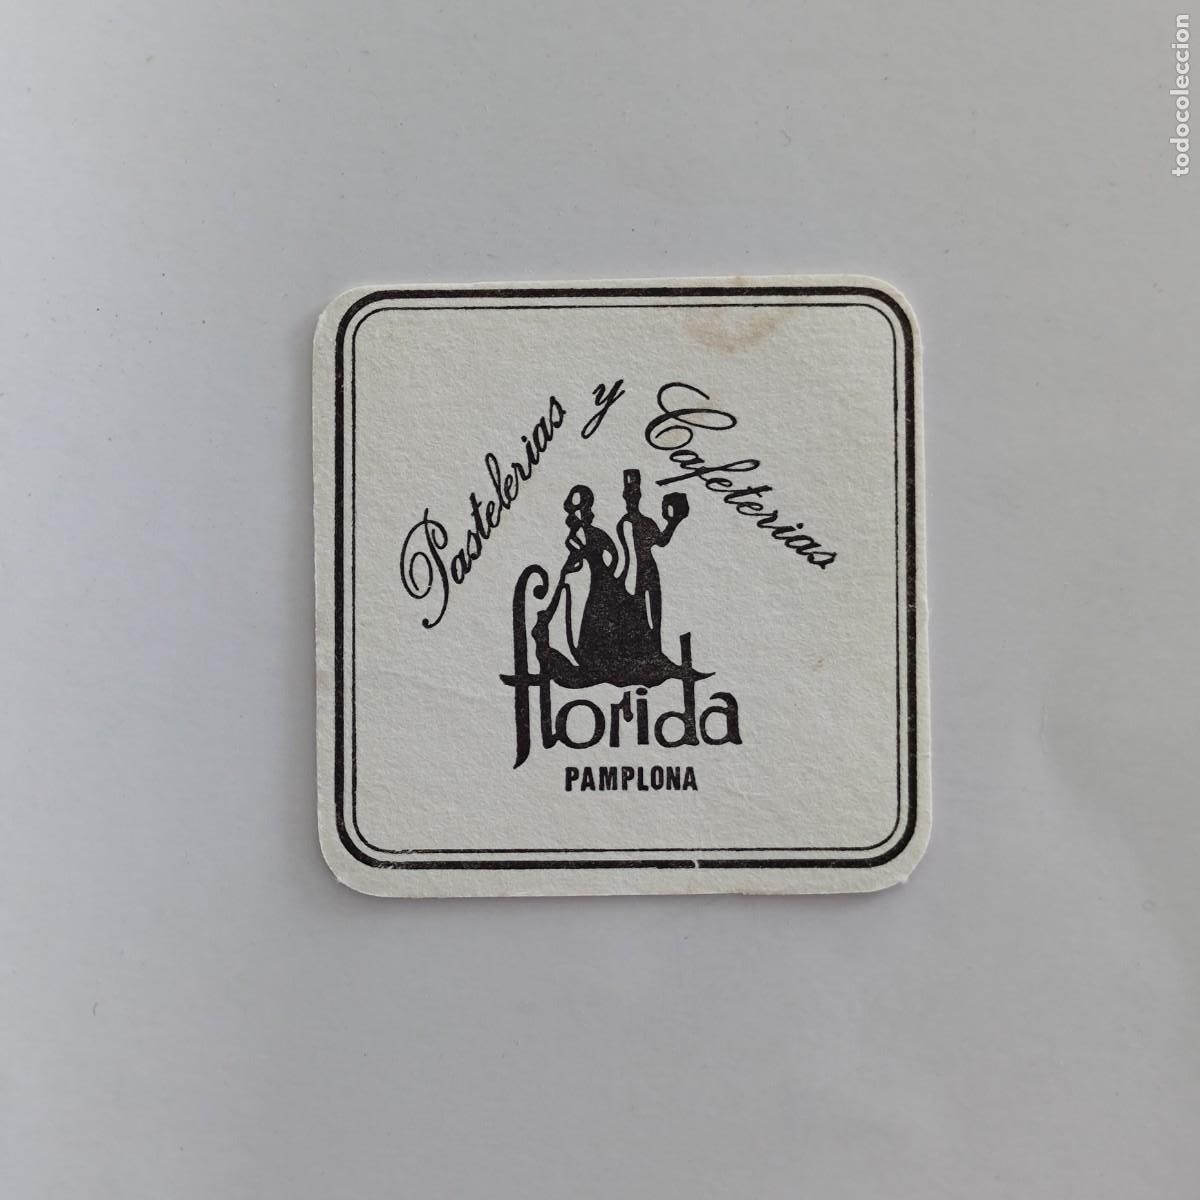 Pastelerias y Cafeterias
florida
PAMPLONA
todocoleccion